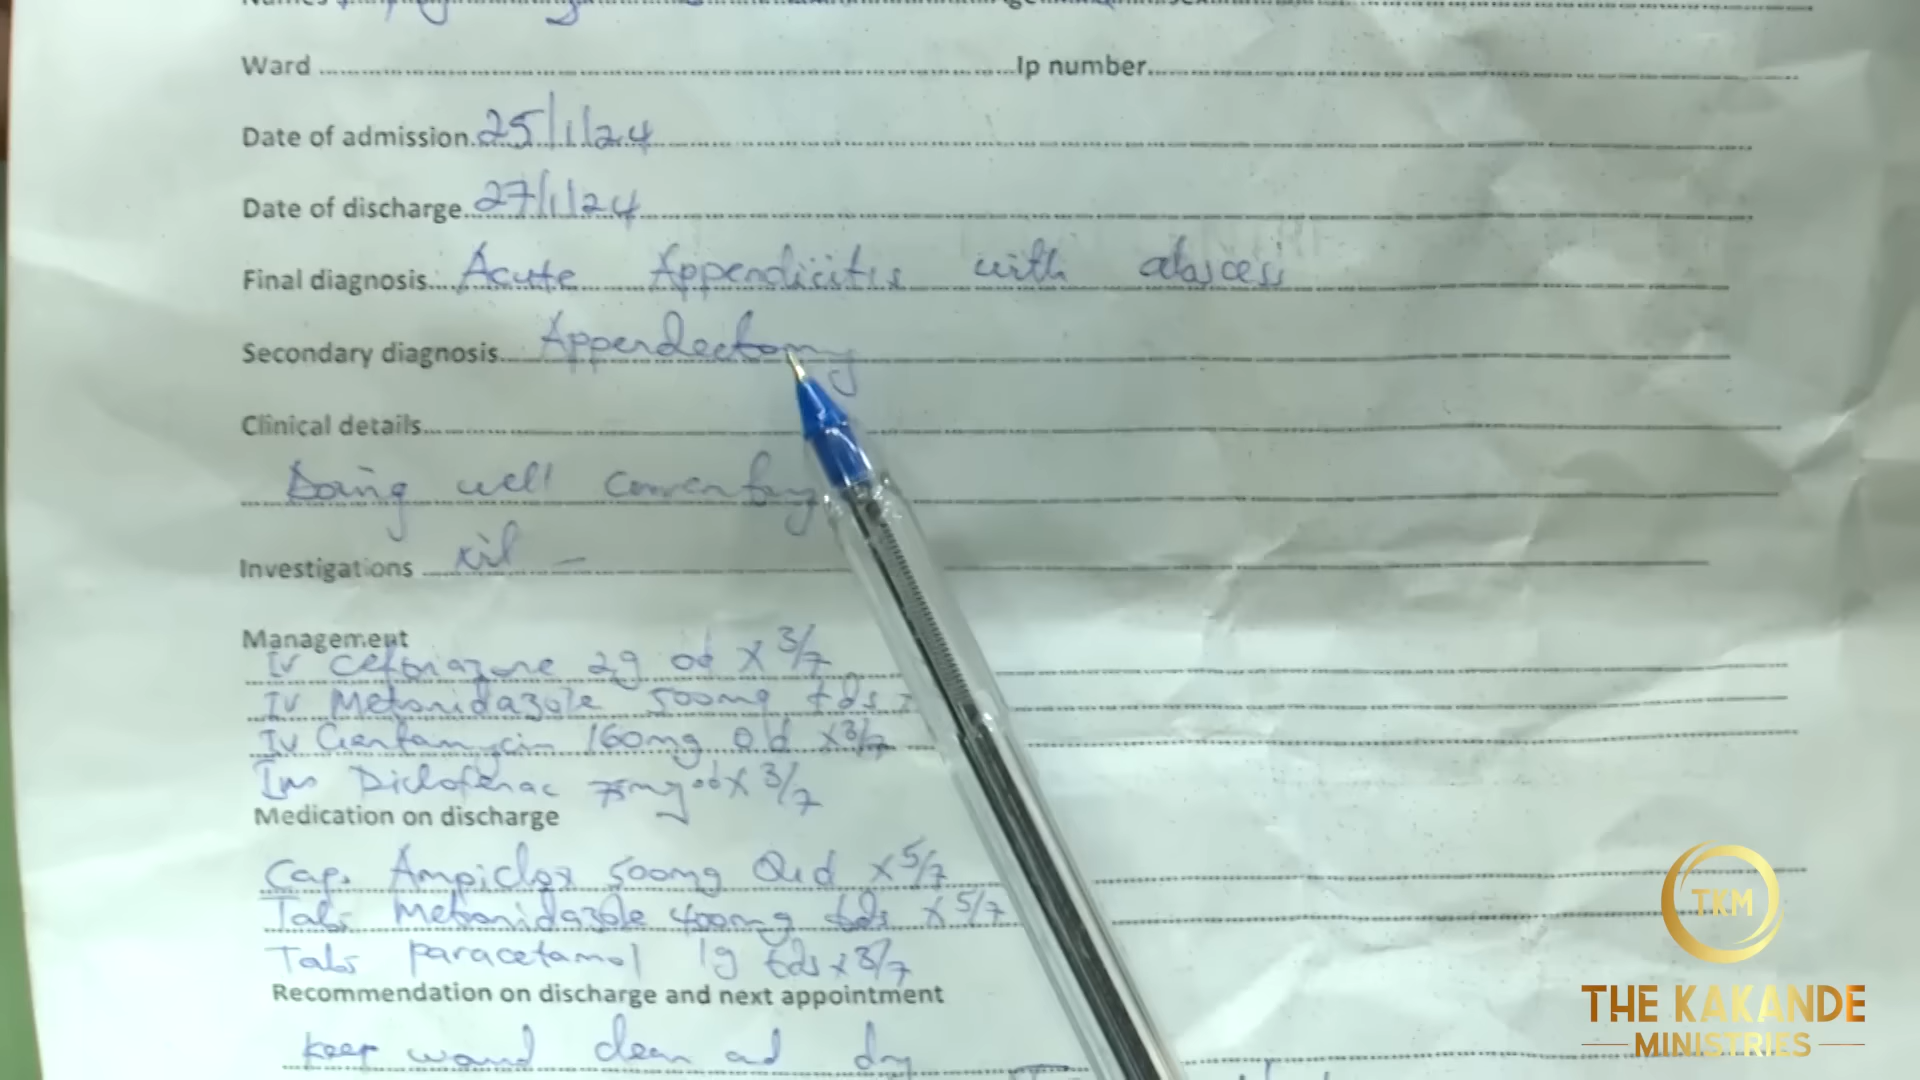 Ward ........ Ip number........
Date of admission. 25/1/24
Date of discharge. 27/1/24
Final diagnosis... Acute Appendicitis with abscess
Secondary diagnosis.... Appendectomy
Clinical details........
Doing well currently
Investigations ... Nil –
Management
IV Ceftriazone 2g od x 3/7
IV Metronidazole 500mg tds
IV Gentamycin 160mg od x3/7
Im Diclofenac 75mg od x 3/7
Medication on discharge
Cap. Ampiclox 500mg Qid x 5/7
Tabs Metronidazole 400mg tds x 5/7
Tabs paracetamol 1g tds x 3/7
Recommendation on discharge and next appointment
keep wound clean and dry
TKM
THE KAKANDE
MINISTRIES